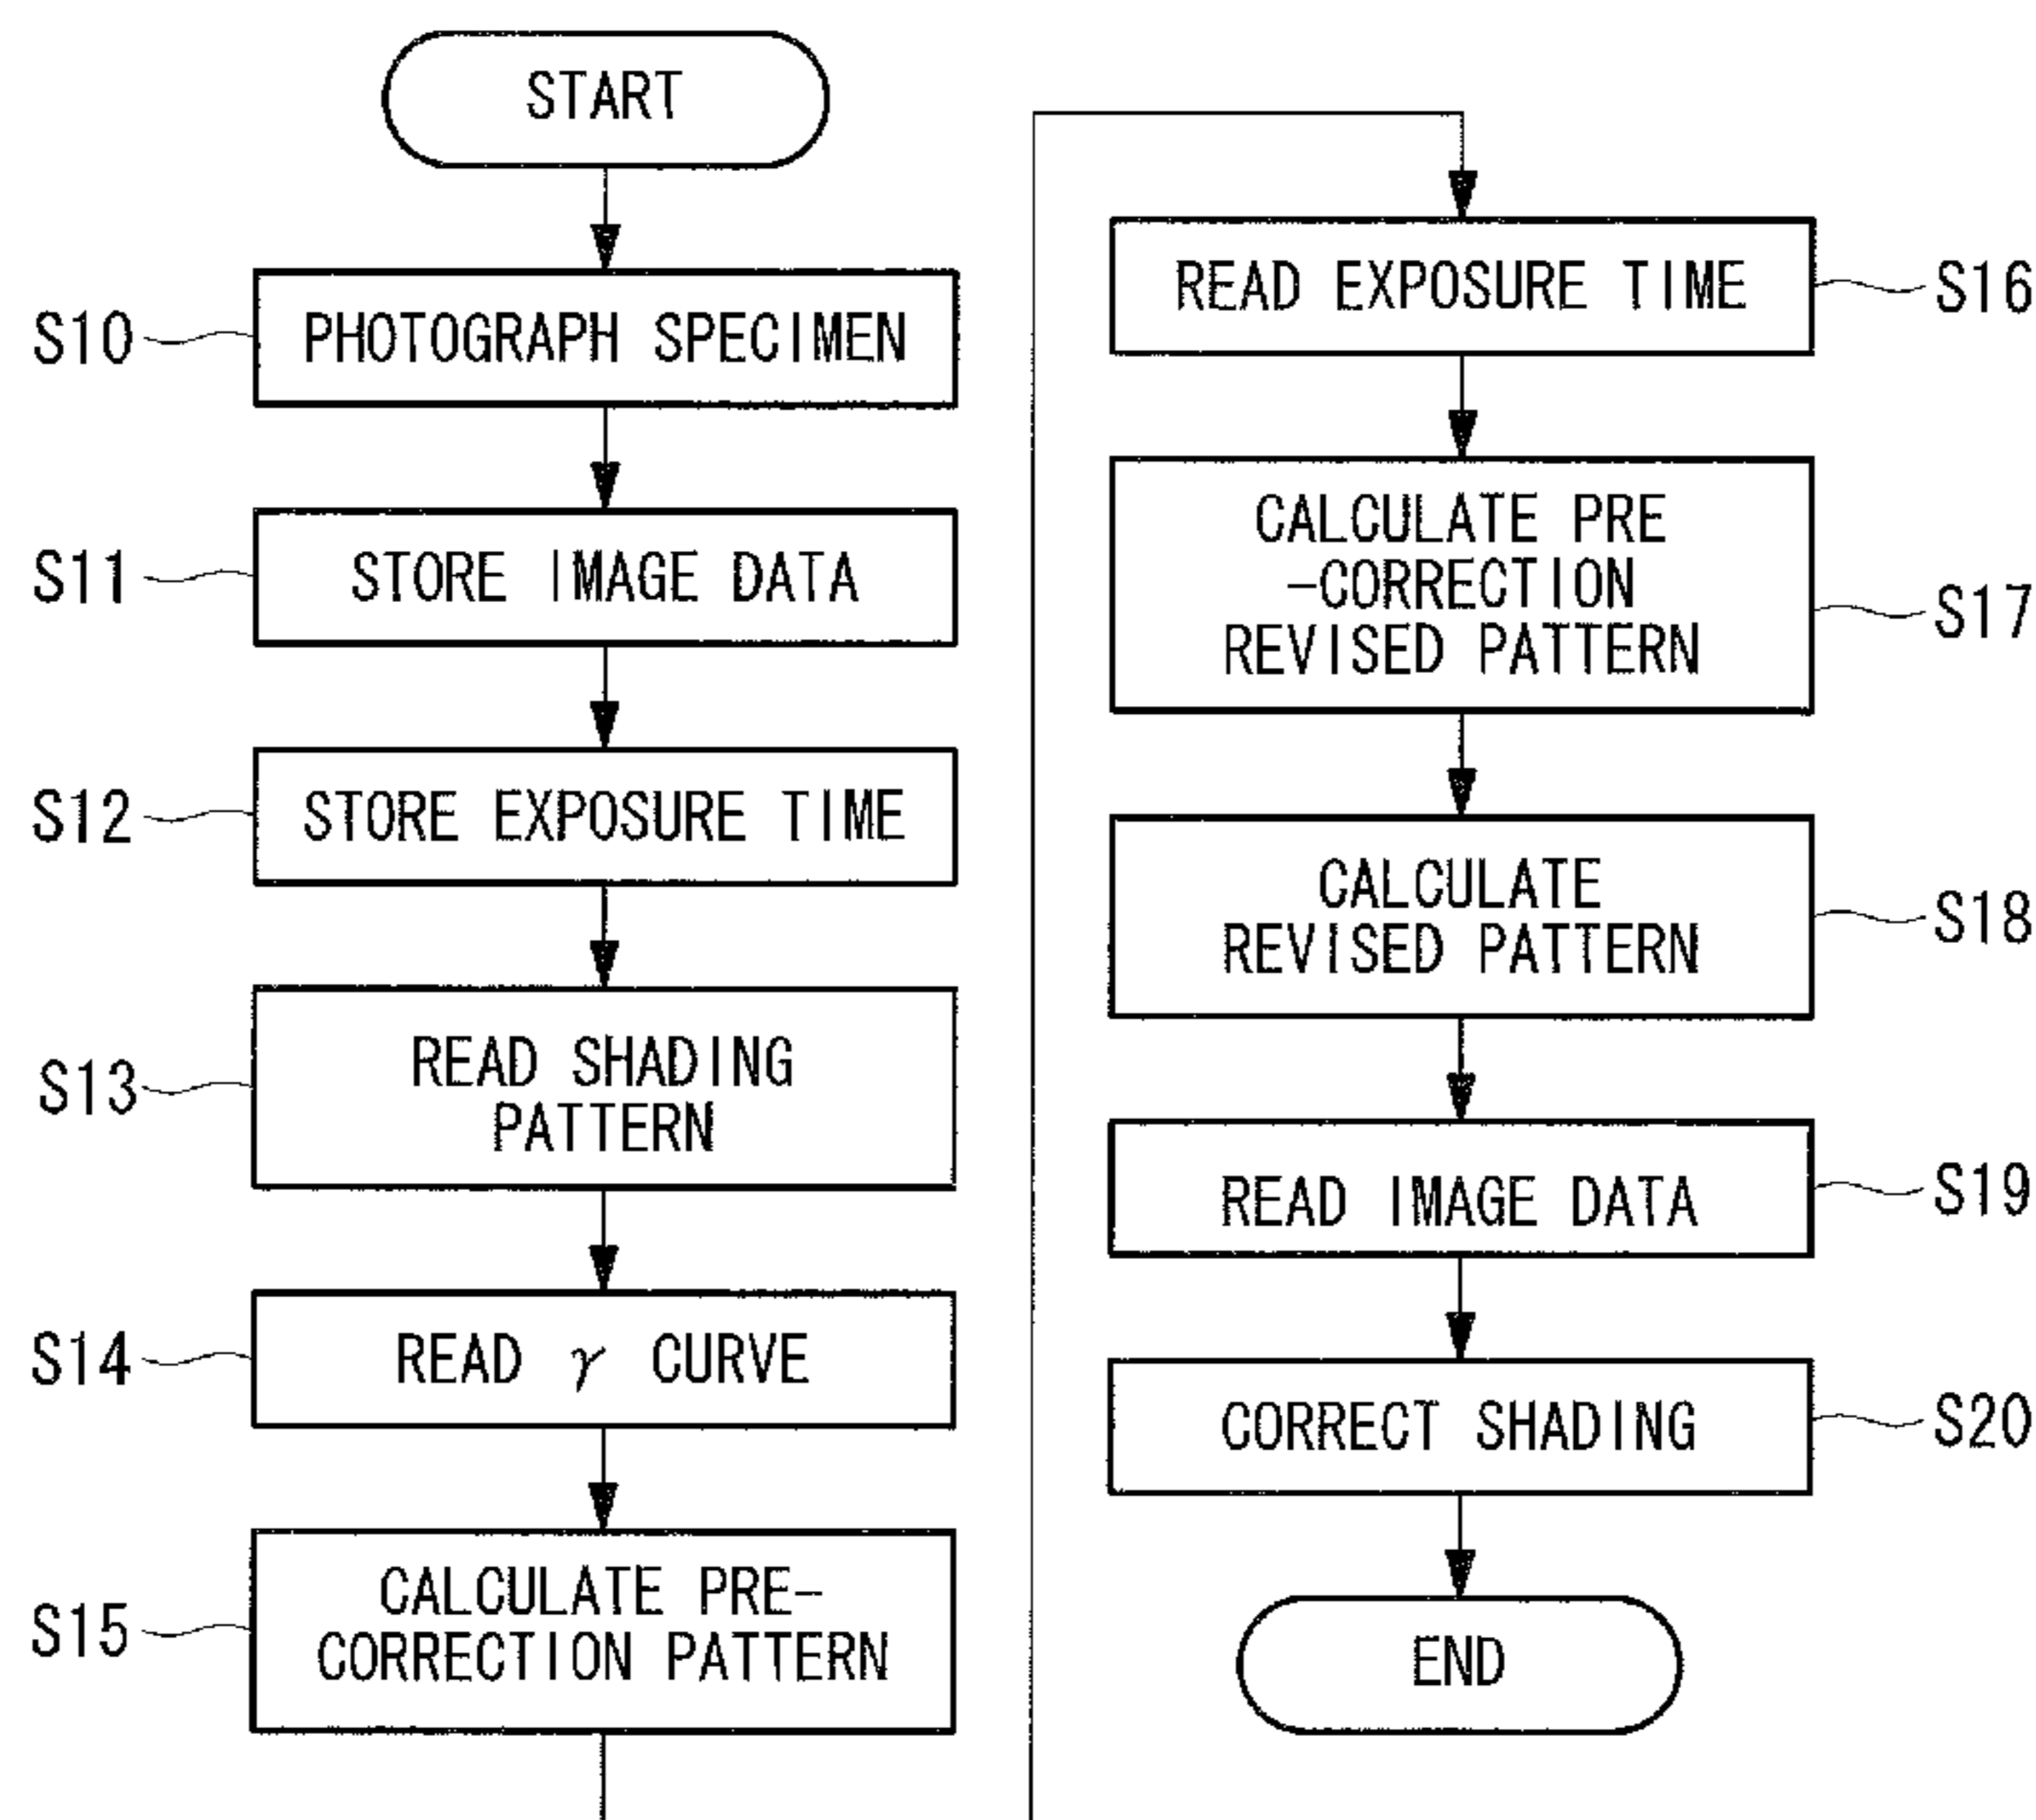 START
S10
PHOTOGRAPH SPECIMEN
S11
STORE IMAGE DATA
S12
STORE EXPOSURE TIME
S13
READ SHADING
PATTERN
S14
READ γ CURVE
S15
CALCULATE PRE-
CORRECTION PATTERN
READ EXPOSURE TIME
S16
CALCULATE PRE
-CORRECTION
REVISED PATTERN
S17
CALCULATE
REVISED PATTERN
S18
READ IMAGE DATA
S19
CORRECT SHADING
S20
END